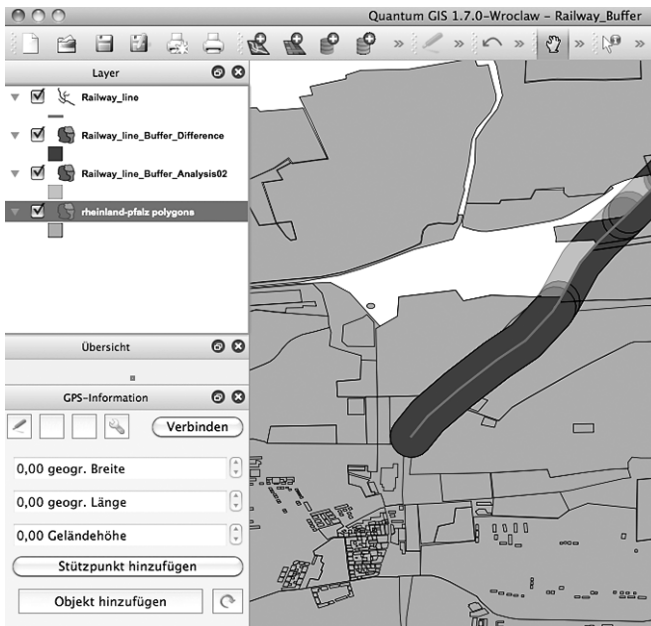 Quantum GIS 1.7.0-Wroclaw – Railway_Buffer
Layer
Railway_line
Railway_line_Buffer_Difference
Railway_line_Buffer_Analysis02
rheinland-pfalz polygons
Übersicht
GPS-Information
Verbinden
0,00 geogr. Breite
0,00 geogr. Länge
0,00 Geländehöhe
Stützpunkt hinzufügen
Objekt hinzufügen